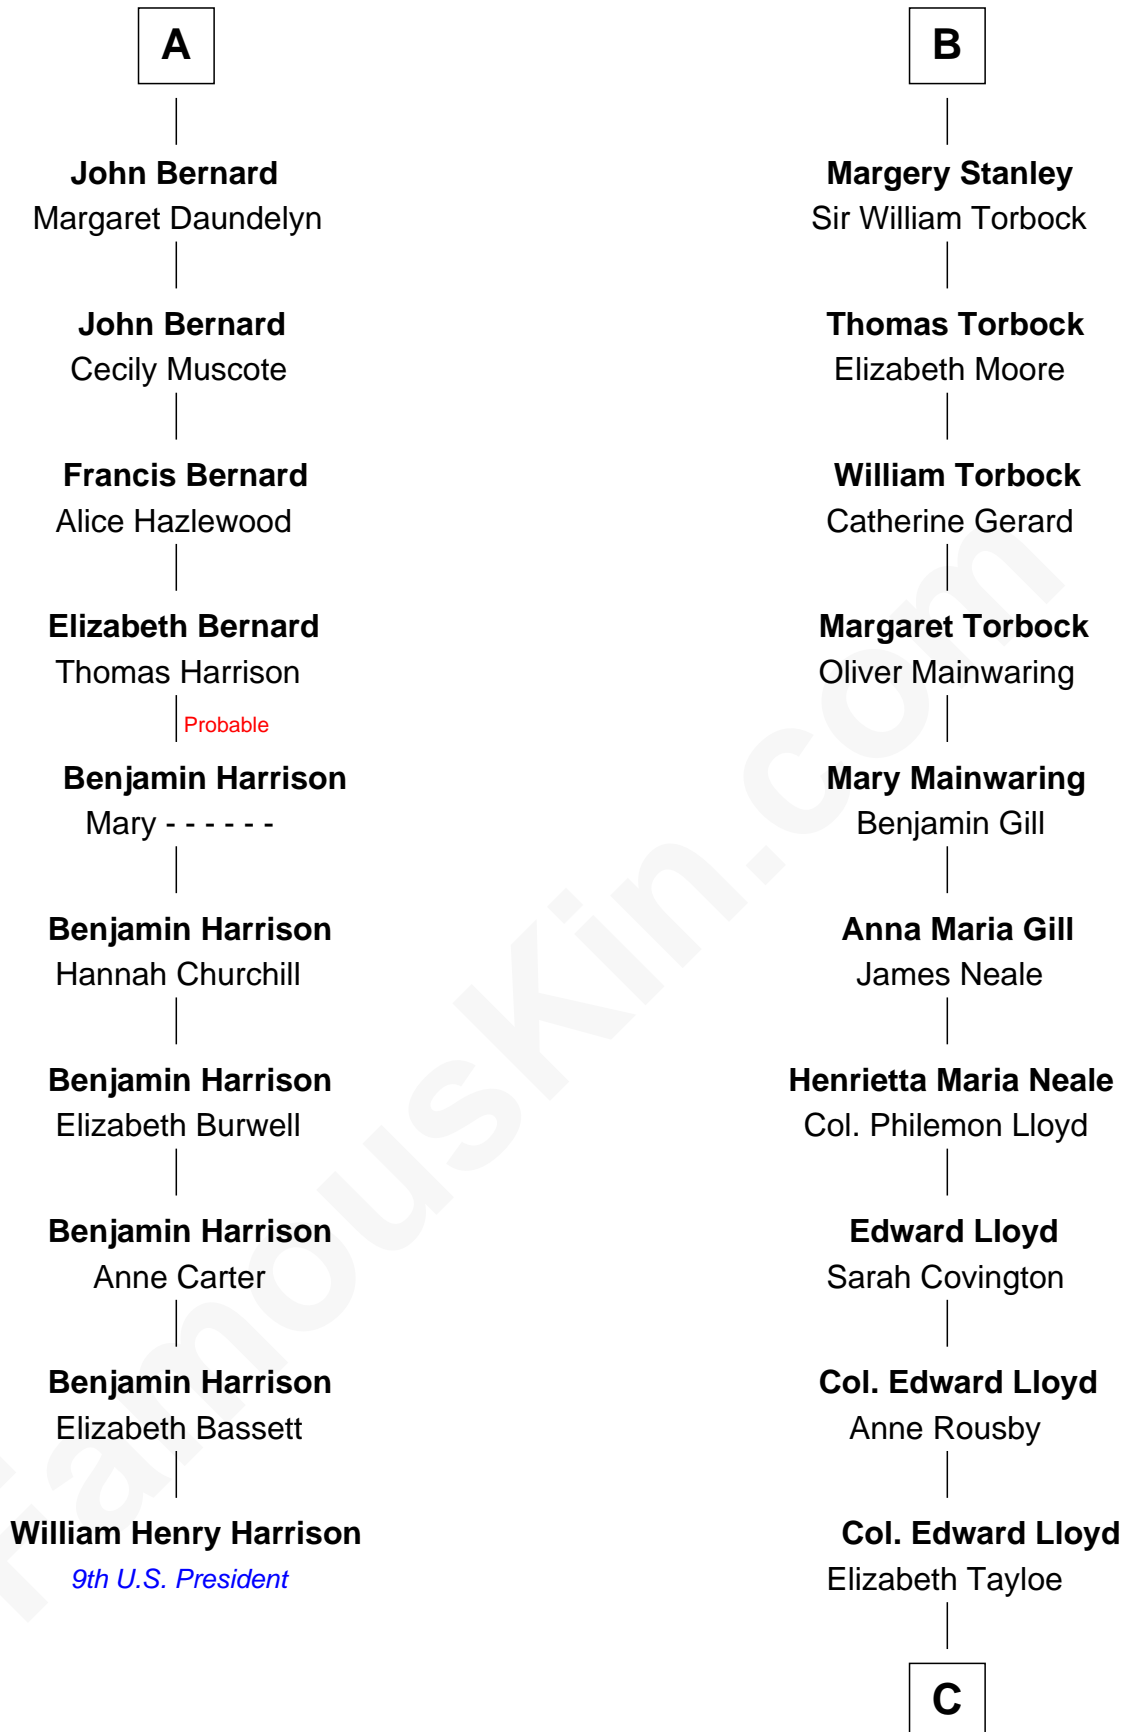 A
John Bernard
Margaret Daundelyn
John Bernard
Cecily Muscote
Francis Bernard
Alice Hazlewood
Elizabeth Bernard
Thomas Harrison
Probable
Benjamin Harrison
Mary - - - - - -
Benjamin Harrison
Hannah Churchill
Benjamin Harrison
Elizabeth Burwell
Benjamin Harrison
Anne Carter
Benjamin Harrison
Elizabeth Bassett
William Henry Harrison
9th U.S. President
B
Margery Stanley
Sir William Torbock
Thomas Torbock
Elizabeth Moore
William Torbock
Catherine Gerard
Margaret Torbock
Oliver Mainwaring
Mary Mainwaring
Benjamin Gill
Anna Maria Gill
James Neale
Henrietta Maria Neale
Col. Philemon Lloyd
Edward Lloyd
Sarah Covington
Col. Edward Lloyd
Anne Rousby
Col. Edward Lloyd
Elizabeth Tayloe
C
FamousKin.com